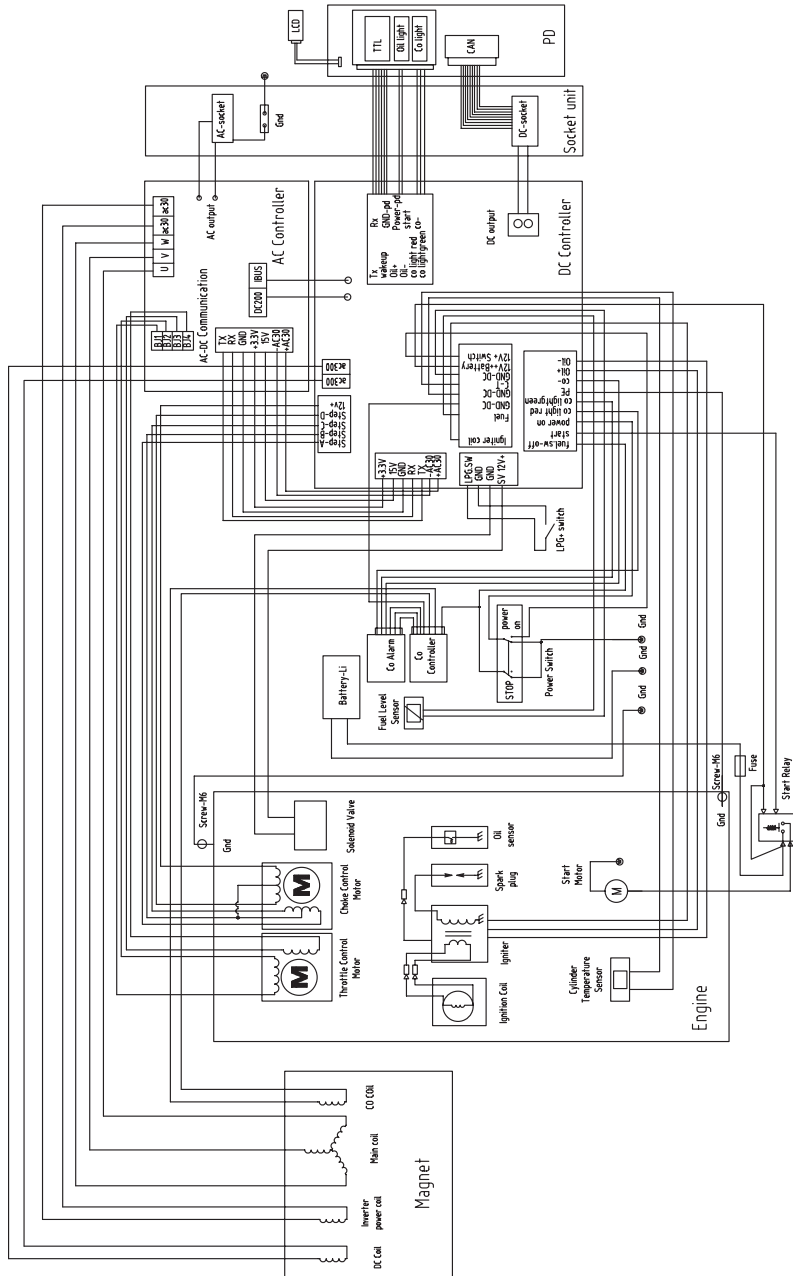 LCD
TTL
Oil light
Co light
CAN
PD
AC-socket
Gnd
DC-socket
Socket unit
ac30
ac30
W
V
U
AC output
AC Controller
AC-DC Communication
BJ1
BJ2
BJ3
BJ4
IBUS
DC200
TX
RX
GND
+3.3V
15V
-AC30
+AC30
ac300
ac300
Rx
GND-pd
Power-pd
start
co-
Tx
wakeup
Oil+
Oil-
co light red
co lightgreen
DC output
DC Controller
12v+
Step-D
Step-C
Step-B
Step-A
+3.3V
15V
GND
RX
TX
-AC30
+AC30
12V+ Switch
12V++Battery
GND-DC
C-T
GND-DC
GND-DC
Fuel
Igniter coil
Oil-
Oil+
co-
PE
co lightgreen
co light red
power on
start
fuel.sw-off
LPG.SW
GND
GND
SV 12V+
LPG+ switch
Co Alarm
Co
Controller
power
on
STOP
Power Switch
Battery-Li
Fuel Level
Sensor
Gnd
Gnd
Gnd
Screw-M6
Gnd
Solenoid Valve
Screw-M6
Gnd
Fuse
Start Relay
M
Choke Control
Motor
M
Throttle Control
Motor
Oil
sensor
Spark
plug
Igniter
Ignition Coil
Start
Motor
M
Cylinder
Temperature
Sensor
Engine
CO COil
Main coil
Inverter
power coil
DC Coil
Magnet